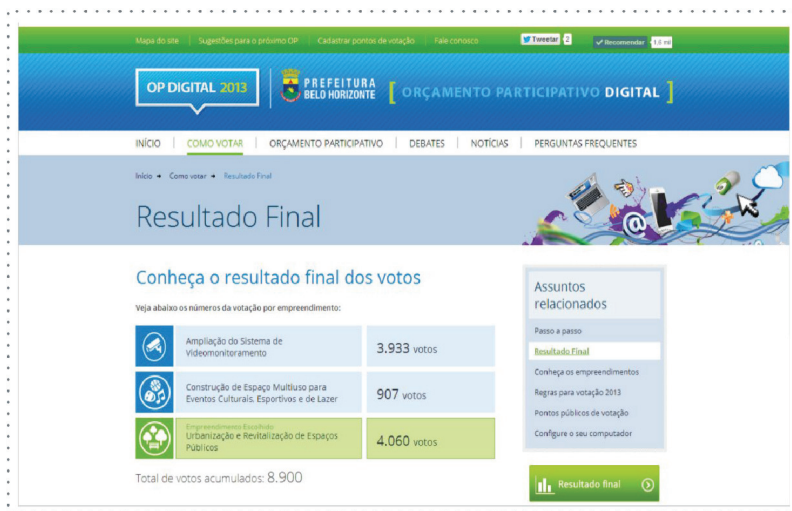 Mapa do site Sugestões para o próximo OP Cadastrar pontos de votação Fale conosco Tweetar 2 Recomendar
OP DIGITAL 2013 PREFEITURA
BELO HORIZONTE [ ORÇAMENTO PARTICIPATIVO DIGITAL ]
INÍCIO COMO VOTAR ORÇAMENTO PARTICIPATIVO DEBATES NOTÍCIAS PERGUNTAS FREQUENTES
Início Como votar Resultado Final
Resultado Final
@
Conheça o resultado final dos votos
Veja abaixo os números da votação por empreendimento:
Ampliação do Sistema de
Videomonitoramento
3.933 votos
Construção de Espaço Multiuso para
Eventos Culturais, Esportivos e de Lazer
907 votos
Empreendimento Escolhido
Urbanização e Revitalização de Espaços
Públicos
4.060 votos
Total de votos acumulados: 8.900
Assuntos
relacionados
Passo a passo
Resultado Final
Conheça os empreendimentos
Regras para votação 2013
Pontos públicos de votação
Configure o seu computador
Resultado final